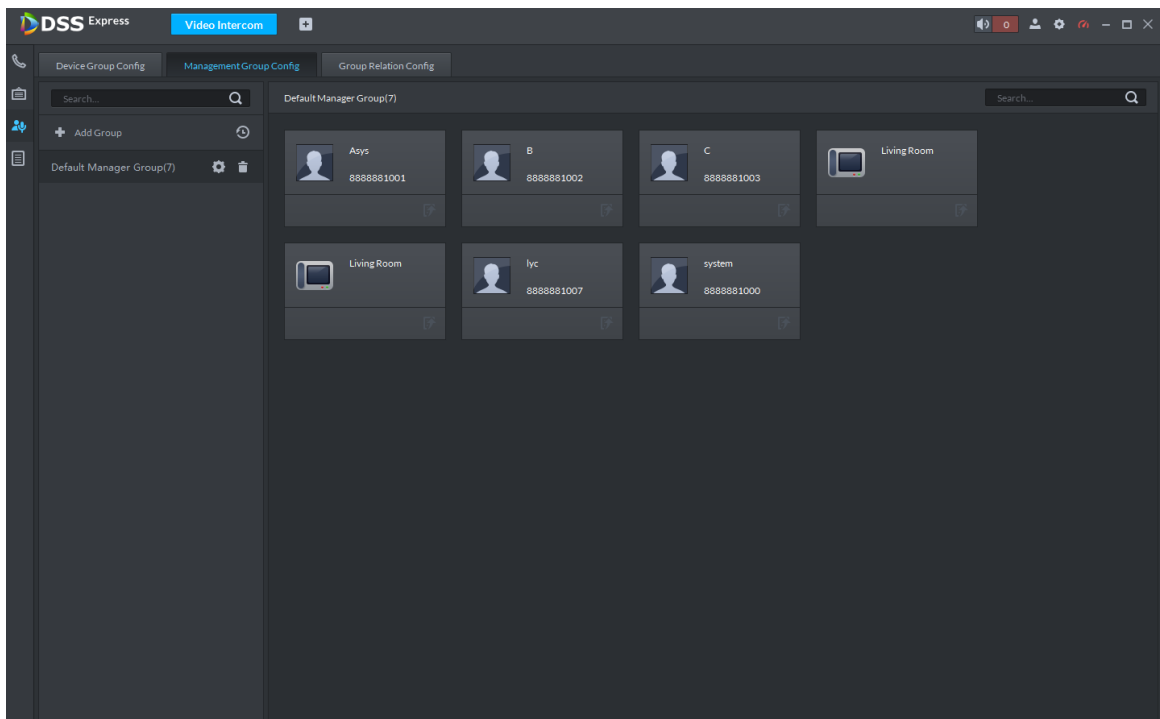 DSS Express Video Intercom 0
Device Group Config Management Group Config Group Relation Config
Search... Default Manager Group(7) Search...
Add Group
Default Manager Group(7)
Asys
8888881001
B
8888881002
C
8888881003
Living Room
Living Room
lyc
8888881007
system
8888881000